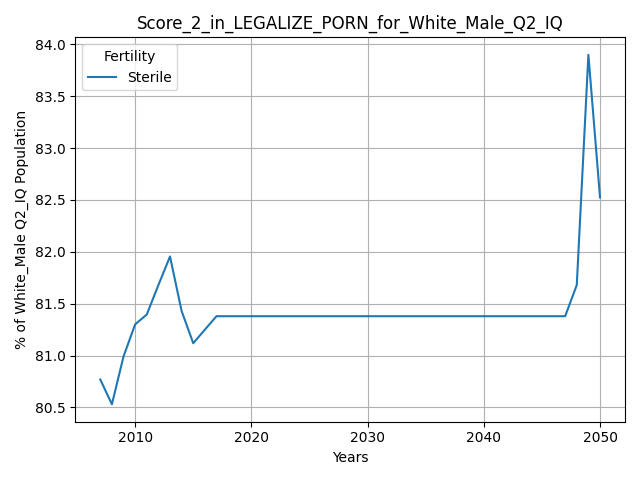 Score_2_in_LEGALIZE_PORN_for_White_Male_Q2_IQ
Fertility
Sterile
% of White_Male Q2_IQ Population
84.0
83.5
83.0
82.5
82.0
81.5
81.0
80.5
2010
2020
2030
2040
2050
Years